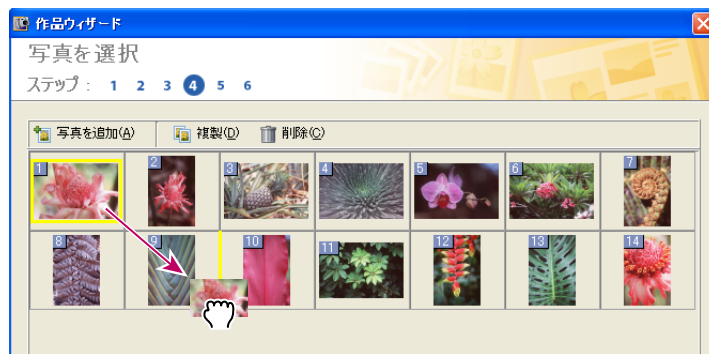 作品ウィザード
写真を選択
ステップ： 1 2 3 4 5 6
写真を追加(A) 複製(D) 削除(C)
1 2 3 4 5 6 7
8 9 10 11 12 13 14